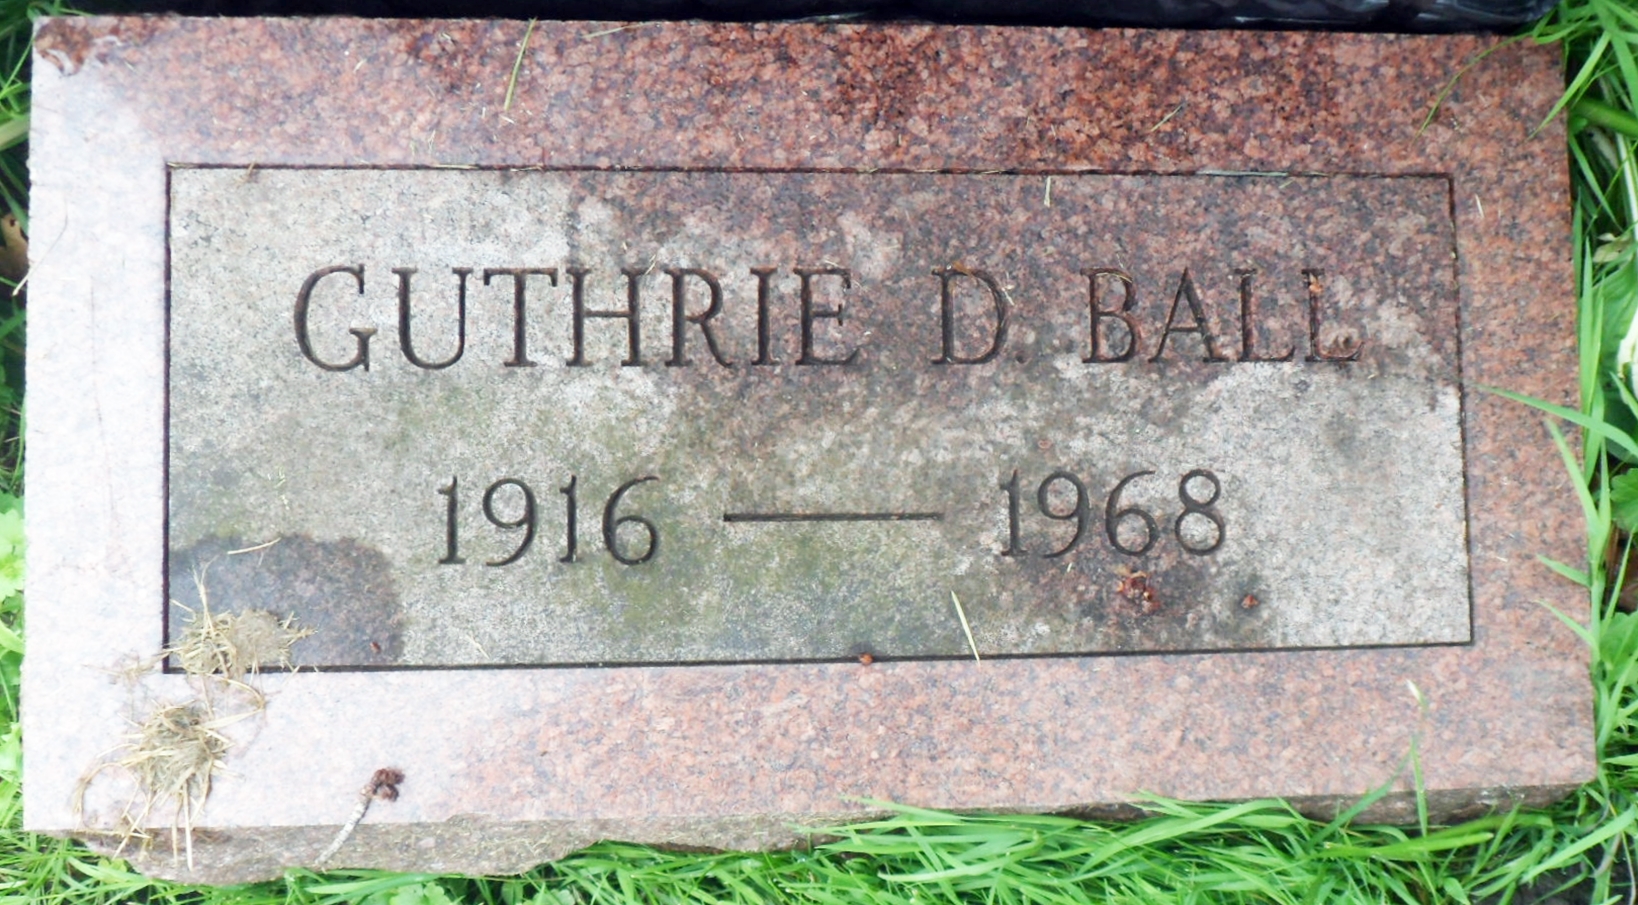 GUTHRIE D. BALL
1916 — 1968